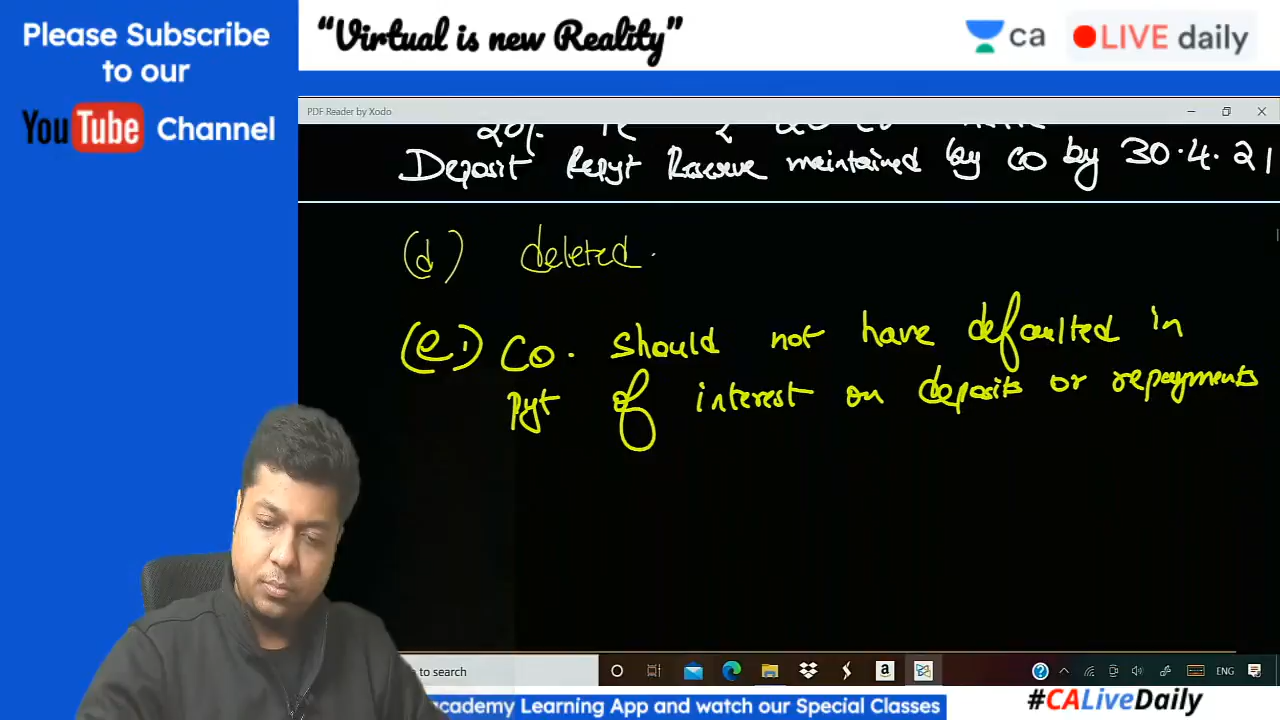 Please Subscribe
to our
YouTube Channel
“Virtual is new Reality”
ca
LIVE daily
PDF Reader by Xodo
20%
Deposit Repyt Reserve maintained by co by 30.4.21
(d) deleted.
(e) Co. should not have defaulted in
Pyt of interest on deposits or repayments
to search
a
ENG
academy Learning App and watch our Special Classes
#CALiveDaily